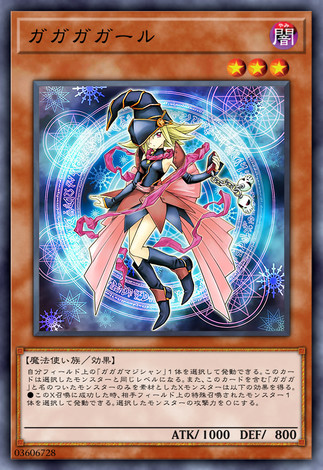 ガガガガール
闇
やみ
【魔法使い族／効果】
自分フィールド上の「ガガガマジシャン」１体を選択して発動できる。このカー
ドは選択したモンスターと同じレベルになる。また、このカードを含む「ガガガ」
と名のついたモンスターのみを素材としたXモンスターは以下の効果を得る。
●このX召喚に成功した時、相手フィールド上の特殊召喚されたモンスター１
体を選択して発動できる。選択したモンスターの攻撃力を０にする。
ATK/1000 DEF/ 800
03606728